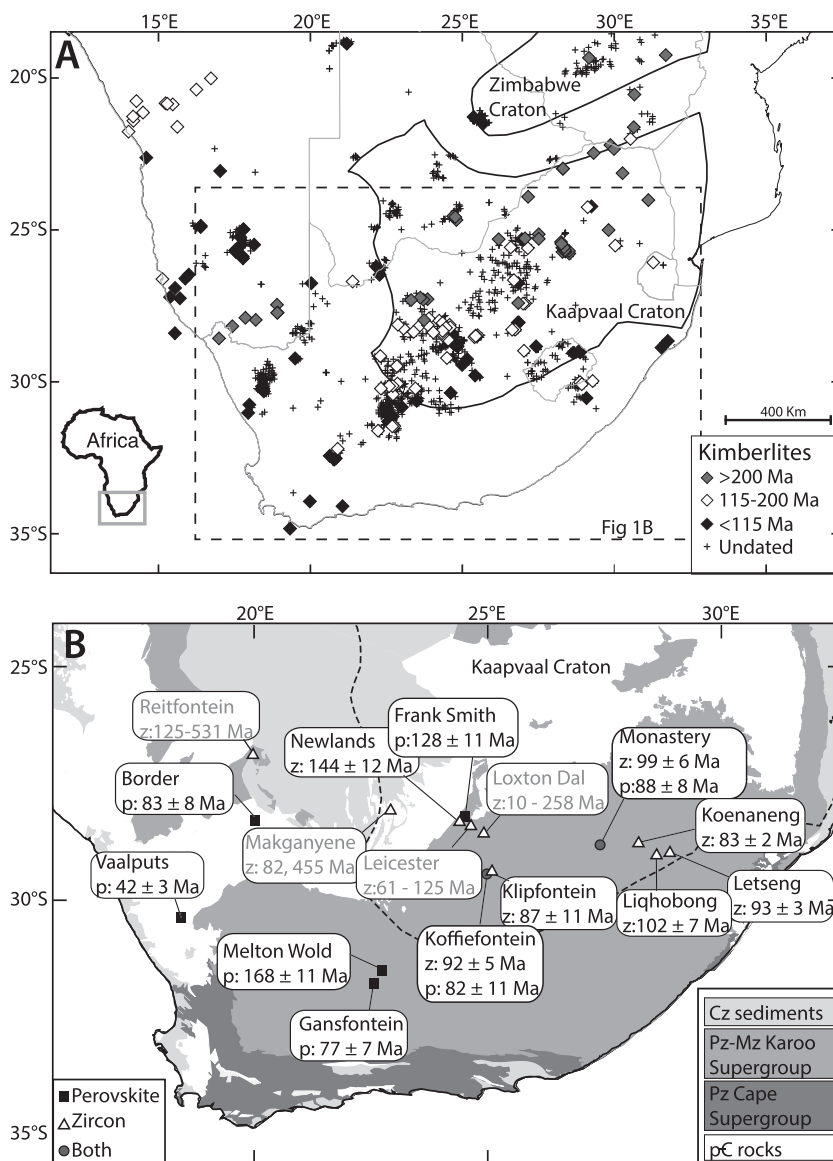 15°E 20°E 25°E 30°E 35°E
A
20°S
25°S
30°S
35°S
Zimbabwe
Craton
Kaapvaal Craton
400 Km
Africa
Fig 1B
Kimberlites
>200 Ma
115-200 Ma
<115 Ma
Undated
20°E 25°E 30°E
B
25°S
30°S
35°S
Kaapvaal Craton
Reitfontein
z:125-531 Ma
Border
p: 83 ± 8 Ma
Vaalputs
p: 42 ± 3 Ma
Newlands
z: 144 ± 12 Ma
Frank Smith
p:128 ± 11 Ma
Makganyene
z: 82, 455 Ma
Leicester
z:61 - 125 Ma
Loxton Dal
z:10 - 258 Ma
Monastery
z: 99 ± 6 Ma
p:88 ± 8 Ma
Koenaneng
z: 83 ± 2 Ma
Letseng
z: 93 ± 3 Ma
Liqhobong
z:102 ± 7 Ma
Klipfontein
z: 87 ± 11 Ma
Koffiefontein
z: 92 ± 5 Ma
p: 82 ± 11 Ma
Melton Wold
p: 168 ± 11 Ma
Gansfontein
p: 77 ± 7 Ma
Perovskite
Zircon
Both
Cz sediments
Pz-Mz Karoo
Supergroup
Pz Cape
Supergroup
pC rocks